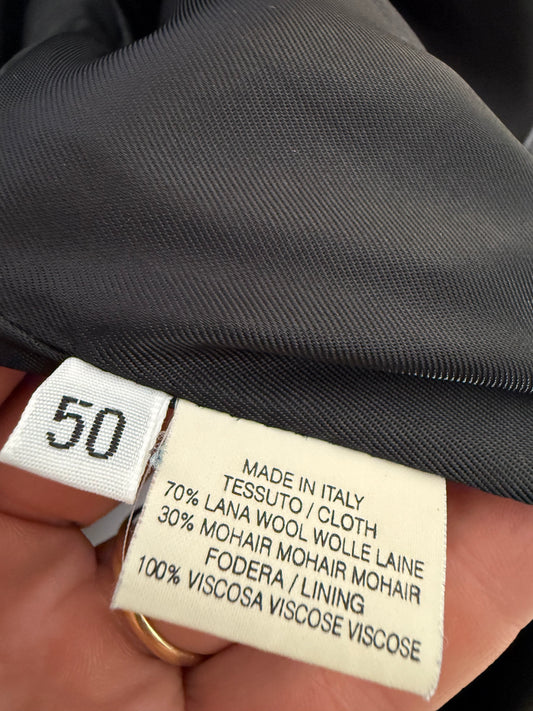 50
MADE IN ITALY
TESSUTO / CLOTH
70% LANA WOOL WOLLE LAINE
30% MOHAIR MOHAIR MOHAIR
FODERA / LINING
100% VISCOSA VISCOSE VISCOSE